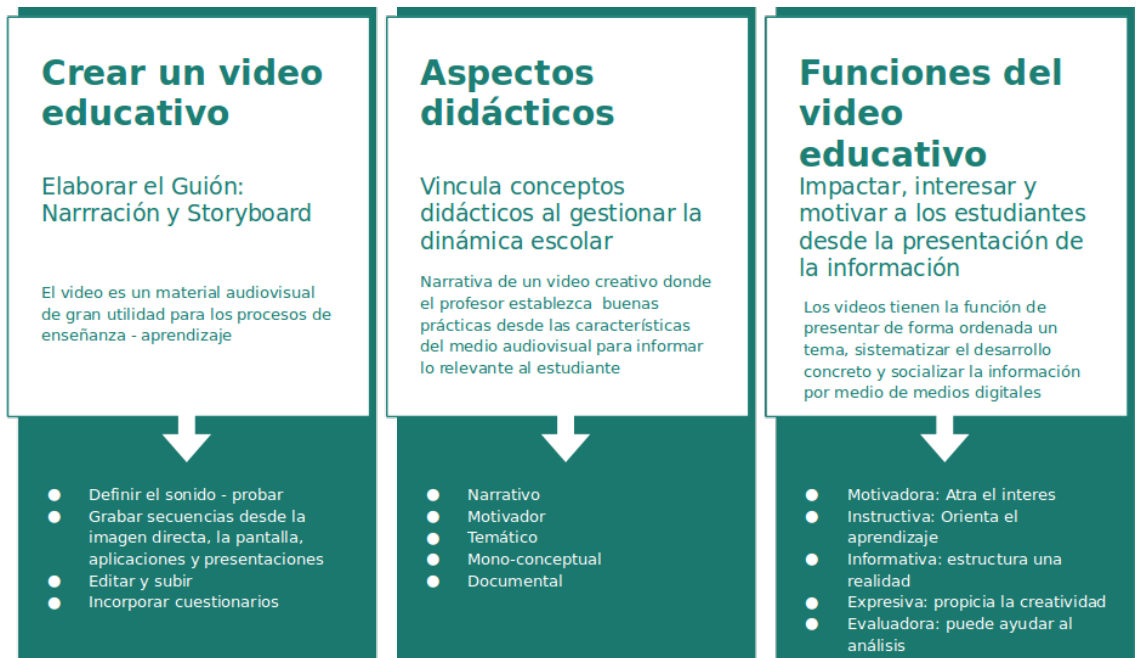 Crear un video
educativo
Elaborar el Guión:
Narrración y Storyboard
El video es un material audiovisual
de gran utilidad para los procesos de
enseñanza - aprendizaje
● Definir el sonido - probar
● Grabar secuencias desde la
imagen directa, la pantalla,
aplicaciones y presentaciones
● Editar y subir
● Incorporar cuestionarios
Aspectos
didácticos
Vincula conceptos
didácticos al gestionar la
dinámica escolar
Narrativa de un video creativo donde
el profesor establezca buenas
prácticas desde las características
del medio audiovisual para informar
lo relevante al estudiante
● Narrativo
● Motivador
● Temático
● Mono-conceptual
● Documental
Funciones del
video
educativo
Impactar, interesar y
motivar a los estudiantes
desde la presentación de
la información
Los videos tienen la función de
presentar de forma ordenada un
tema, sistematizar el desarrollo
concreto y socializar la información
por medio de medios digitales
● Motivadora: Atra el interes
● Instructiva: Orienta el
aprendizaje
● Informativa: estructura una
realidad
● Expresiva: propicia la creatividad
● Evaluadora: puede ayudar al
análisis